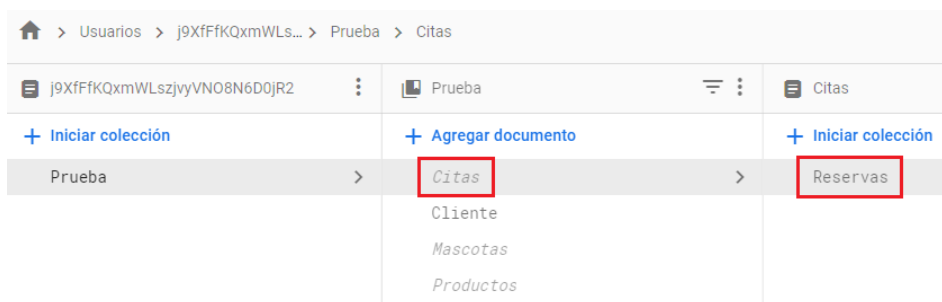 > Usuarios > j9XfFfKQxmWLs... > Prueba > Citas
j9XfFfKQxmWLszjvyVNO8N6D0jR2
Prueba
Citas
+ Iniciar colección
+ Agregar documento
+ Iniciar colección
Prueba >
Citas >
Reservas
Cliente
Mascotas
Productos